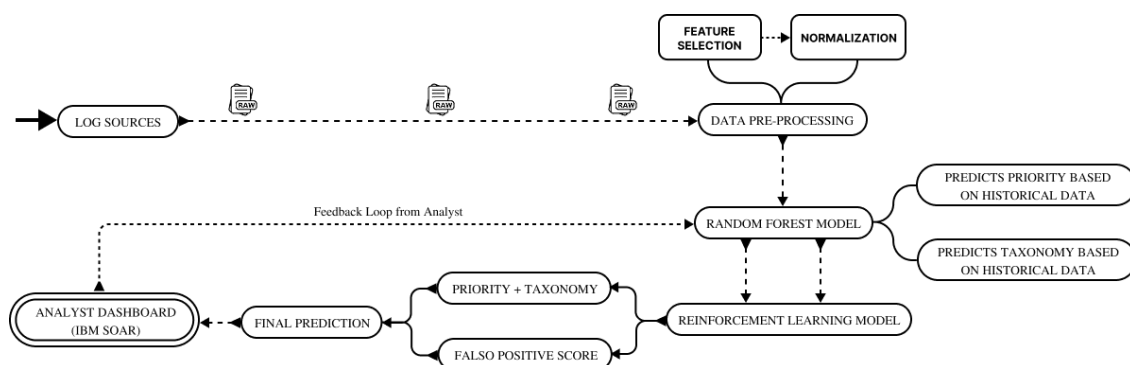 FEATURE
SELECTION
NORMALIZATION
RAW
RAW
RAW
LOG SOURCES
DATA PRE-PROCESSING
PREDICTS PRIORITY BASED
ON HISTORICAL DATA
Feedback Loop from Analyst
RANDOM FOREST MODEL
PREDICTS TAXONOMY BASED
ON HISTORICAL DATA
PRIORITY + TAXONOMY
ANALYST DASHBOARD
(IBM SOAR)
FINAL PREDICTION
REINFORCEMENT LEARNING MODEL
FALSO POSITIVE SCORE